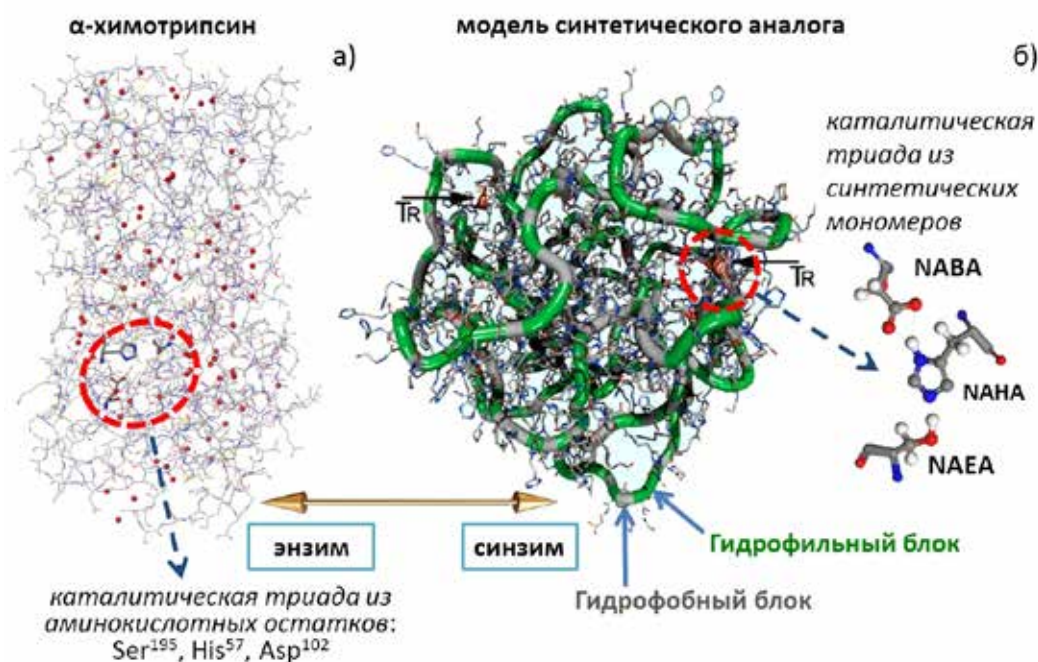 α-химотрипсин
модель синтетического аналога
а)
б)
каталитическая
триада из
синтетических
мономеров
TR
TR
NABA
NAHA
NAEA
энзим
синзим
Гидрофильный блок
Гидрофобный блок
каталитическая триада из
аминокислотных остатков:
Ser¹⁹⁵, His⁵⁷, Asp¹⁰²